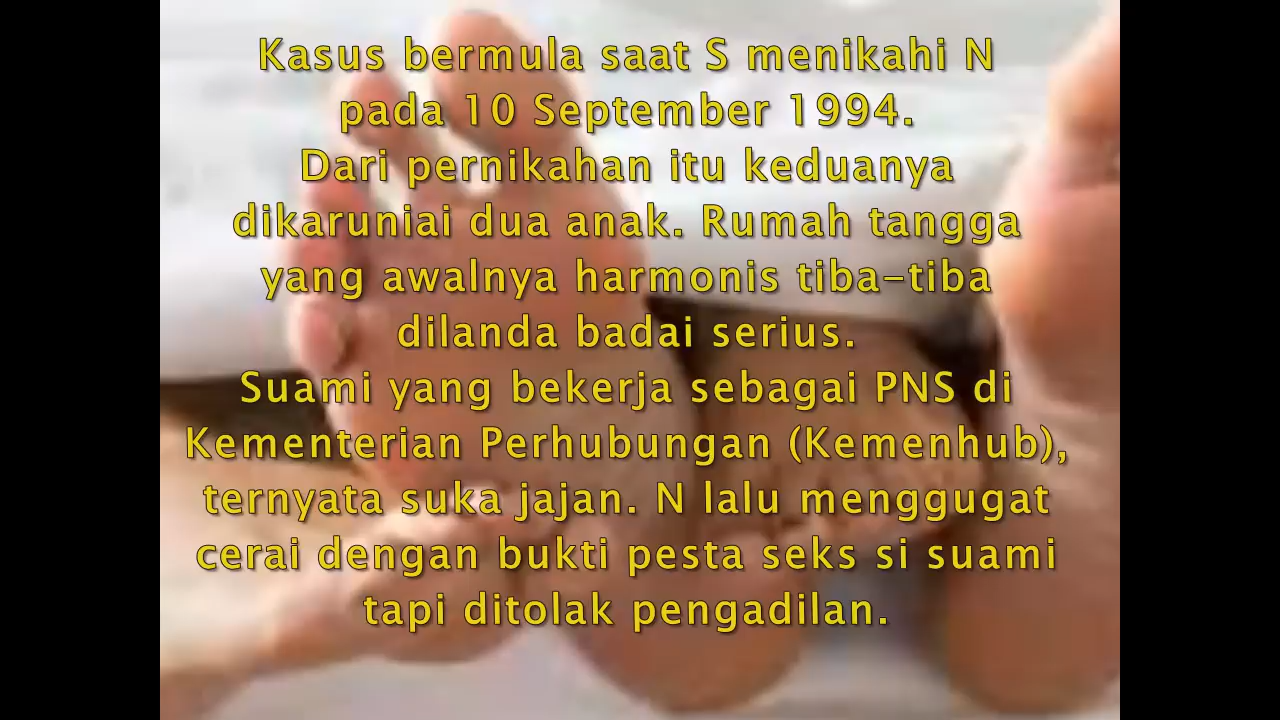 Kasus bermula saat S menikahi N
pada 10 September 1994.
Dari pernikahan itu keduanya
dikaruniai dua anak. Rumah tangga
yang awalnya harmonis tiba-tiba
dilanda badai serius.
Suami yang bekerja sebagai PNS di
Kementerian Perhubungan (Kemenhub),
ternyata suka jajan. N lalu menggugat
cerai dengan bukti pesta seks si suami
tapi ditolak pengadilan.